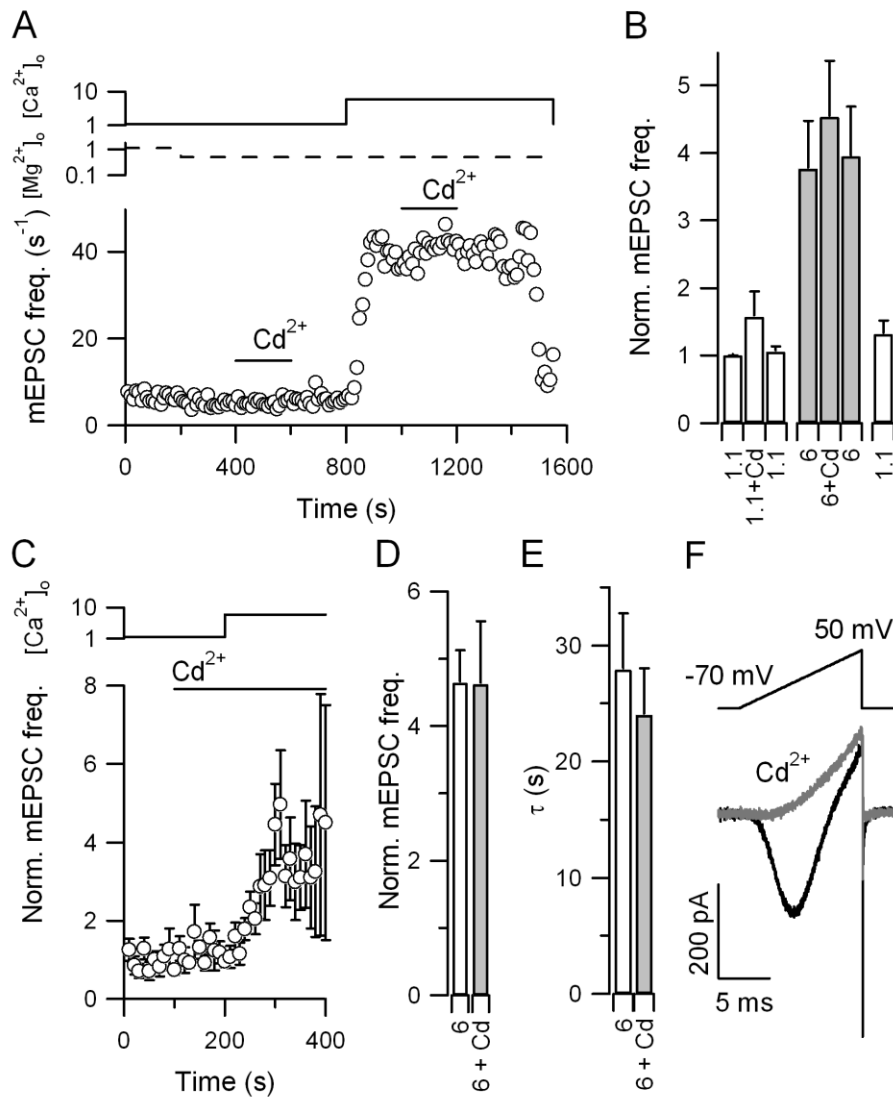 A
[Ca²⁺]ₒ
10
1
[Mg²⁺]ₒ
1
0.1
mEPSC freq. (s⁻¹)
40
20
0
Cd²⁺
Cd²⁺
0 400 800 1200 1600
Time (s)
B
Norm. mEPSC freq.
5
4
3
2
1
0
1.1
1.1+Cd
1.1
6
6+Cd
6
1.1
C
[Ca²⁺]ₒ
10
1
Cd²⁺
Norm. mEPSC freq.
8
6
4
2
0
0 200 400
Time (s)
D
6
4
2
0
6
6 + Cd
E
τ (s)
30
20
10
0
6
6 + Cd
F
50 mV
-70 mV
Cd²⁺
200 pA
5 ms